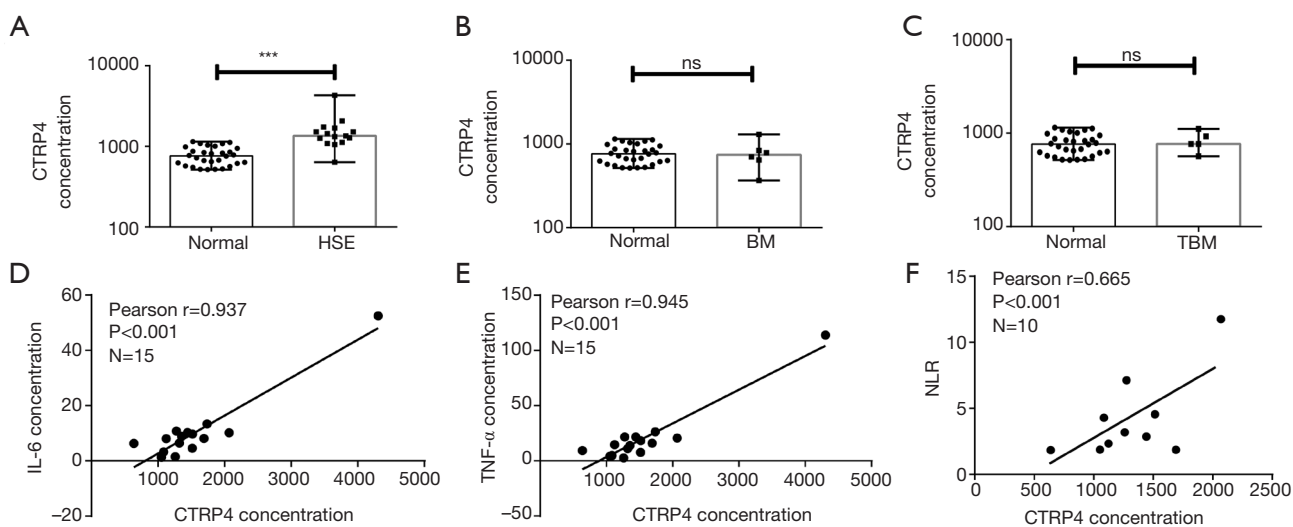 A
CTRP4
concentration
10000
1000
100
***
Normal
HSE
B
CTRP4
concentration
10000
1000
100
ns
Normal
BM
C
CTRP4
concentration
10000
1000
100
ns
Normal
TBM
D
IL-6 concentration
60
40
20
0
−20
Pearson r=0.937
P<0.001
N=15
1000 2000 3000 4000 5000
CTRP4 concentration
E
TNF-α concentration
150
100
50
0
−50
Pearson r=0.945
P<0.001
N=15
1000 2000 3000 4000 5000
CTRP4 concentration
F
NLR
15
10
5
0
Pearson r=0.665
P<0.001
N=10
0 500 1000 1500 2000 2500
CTRP4 concentration